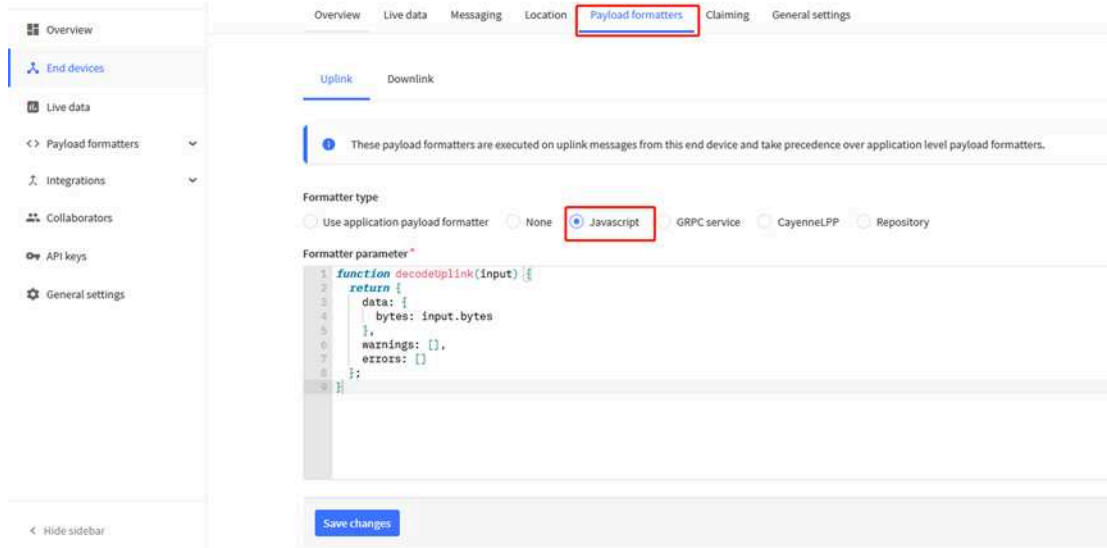 Overview Live data Messaging Location Payload formatters Claiming General settings
Overview
End devices
Live data
Payload formatters
Integrations
Collaborators
API keys
General settings
Hide sidebar
Uplink Downlink
These payload formatters are executed on uplink messages from this end device and take precedence over application level payload formatters.
Formatter type
Use application payload formatter None Javascript GRPC service CayenneLPP Repository
Formatter parameter *
1 function decodeUplink(input) {
2 return {
3 data: {
4 bytes: input.bytes
5 },
6 warnings: [],
7 errors: []
8 };
9 }
Save changes